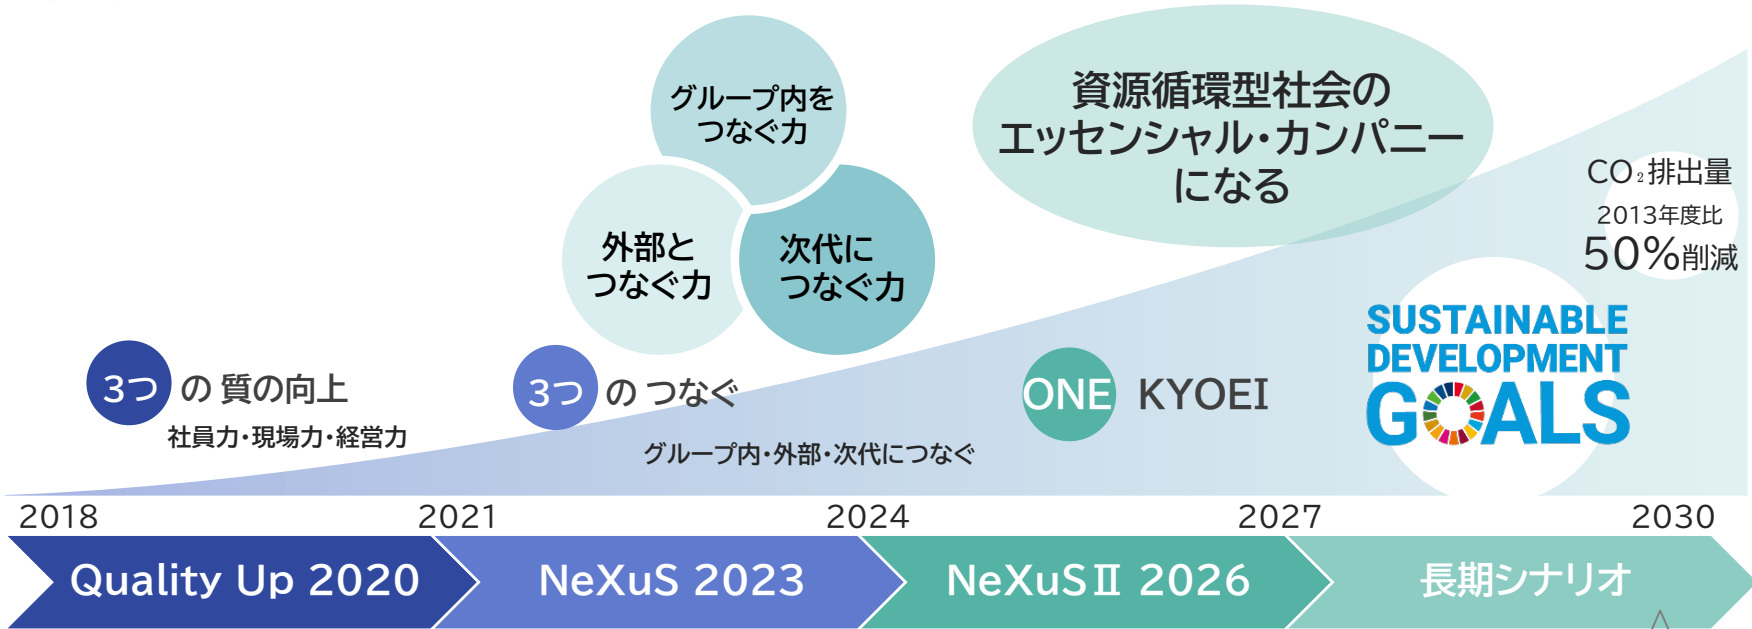 グループ内を
つなぐ力
外部と
つなぐ力
次代に
つなぐ力
資源循環型社会の
エッセンシャル・カンパニー
になる
CO₂排出量
2013年度比
50%削減
3つ の 質の向上
社員力・現場力・経営力
3つ の つなぐ
グループ内・外部・次代につなぐ
ONE KYOEI
SUSTAINABLE
DEVELOPMENT
GOALS
2018 2021 2024 2027 2030
Quality Up 2020 NeXuS 2023 NeXuSⅡ 2026 長期シナリオ